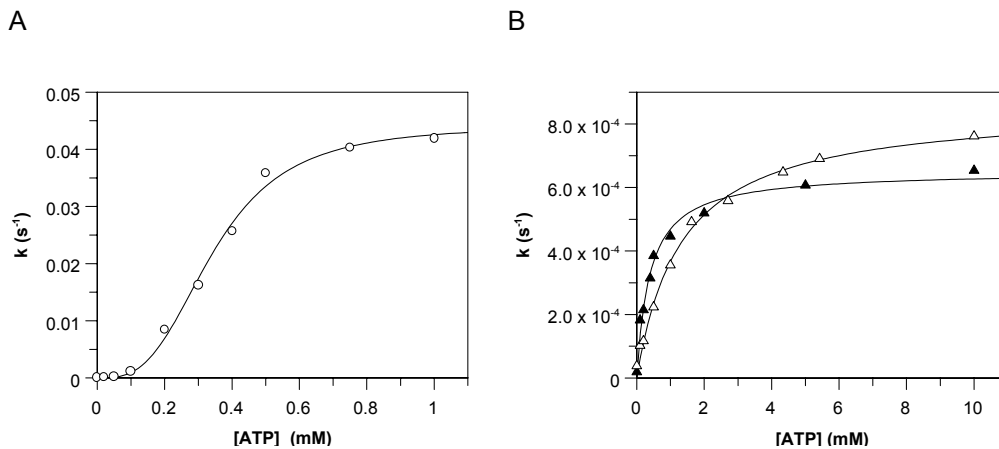 A
B
0.05
0.04
0.03
0.02
0.01
0
k (s-1)
0
0.2
0.4
0.6
0.8
1
[ATP] (mM)
8.0 x 10-4
6.0 x 10-4
4.0 x 10-4
2.0 x 10-4
0
k (s-1)
0
2
4
6
8
10
[ATP] (mM)